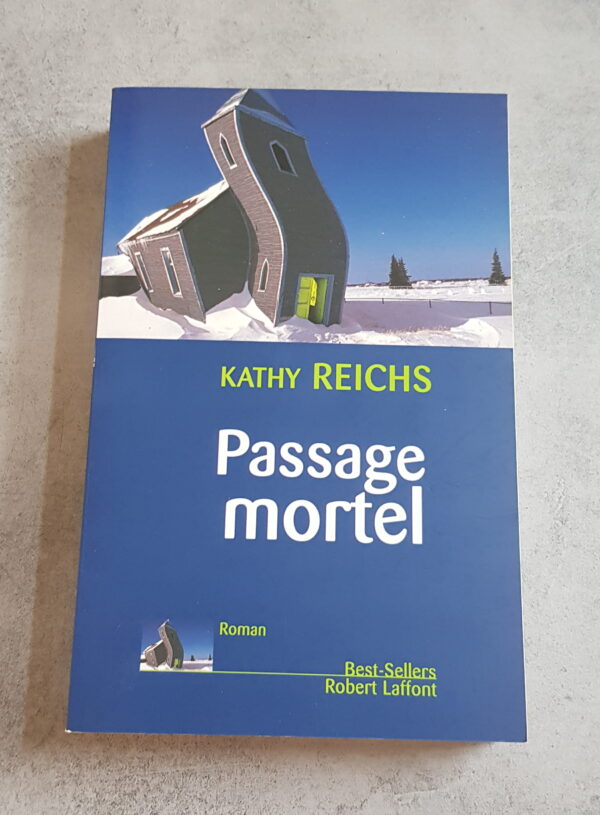 KATHY REICHS
Passage
mortel
Roman
Best-Sellers
Robert Laffont